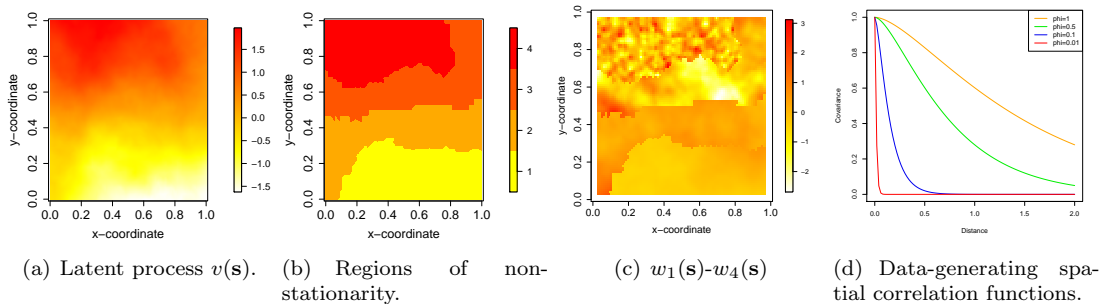 1.0
0.8
0.6
0.4
0.2
0.0
y−coordinate
0.0 0.2 0.4 0.6 0.8 1.0
x−coordinate
1.5
1.0
0.5
0.0
−0.5
−1.0
−1.5
(a) Latent process v(s).
1.0
0.8
0.6
0.4
0.2
0.0
y−coordinate
0.0 0.2 0.4 0.6 0.8 1.0
x−coordinate
4
3
2
1
(b) Regions of non-
stationarity.
1.0
0.8
0.6
0.4
0.2
0.0
y−coordinate
0.0 0.2 0.4 0.6 0.8 1.0
x−coordinate
3
2
1
0
−1
−2
(c) w1(s)-w4(s)
1.0
0.8
0.6
0.4
0.2
0.0
Covariance
0.0 0.5 1.0 1.5 2.0
Distance
phi=1
phi=0.5
phi=0.1
phi=0.01
(d) Data-generating spa-
tial correlation functions.